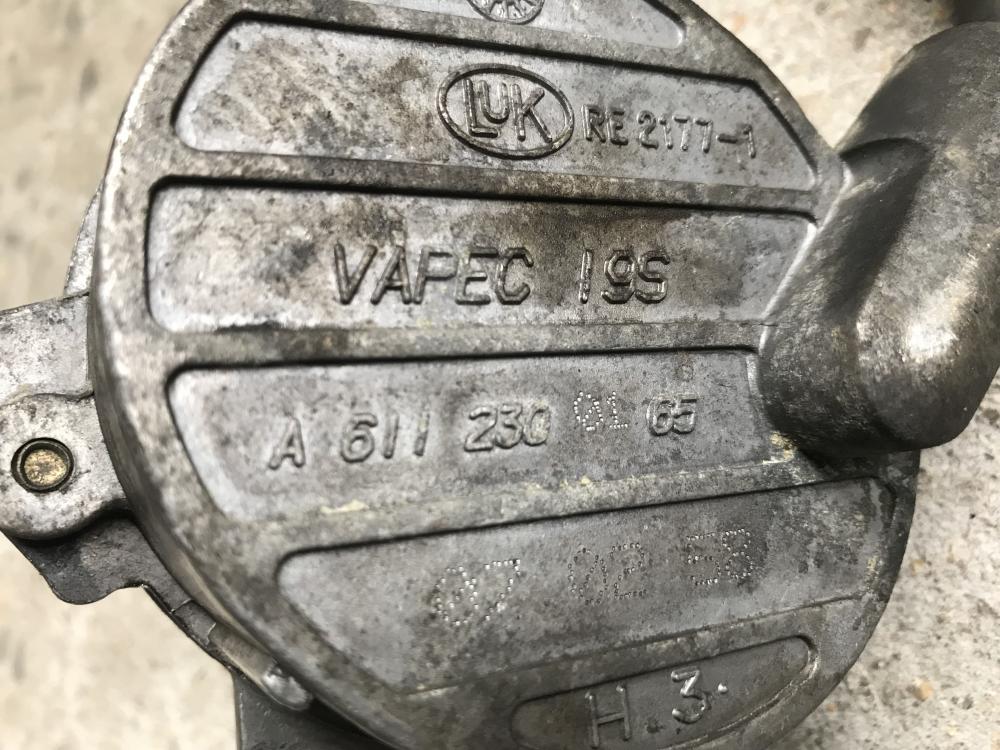 LUK RE 2177-1
VAPEC 19S
A 611 230 01 65
07 02 58
H 3.